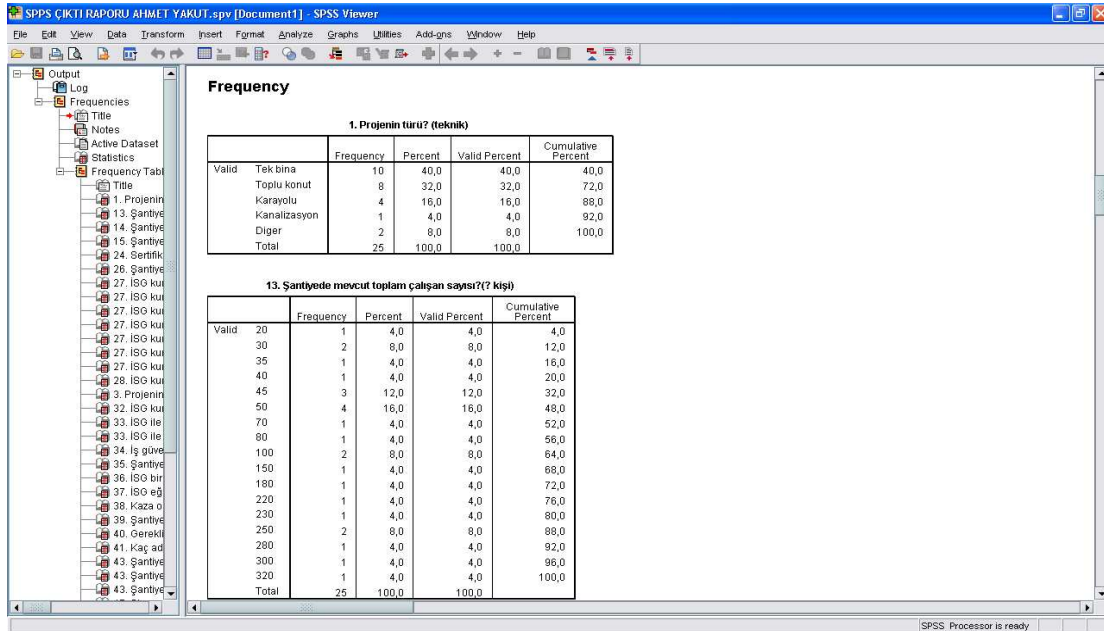 SPPS ÇIKTI RAPORU AHMET YAKUT.spv [Document1] - SPSS Viewer
File Edit View Data Transform Insert Format Analyze Graphs Utilities Add-ons Window Help
Output
Log
Frequencies
Title
Notes
Active Dataset
Statistics
Frequency Tabl
Title
1. Projenin
13. Şantiye
14. Şantiye
15. Şantiye
24. Sertifik
26. Şantiye
27. İSG kur
27. İSG kur
27. İSG kur
27. İSG kur
27. İSG kur
27. İSG kur
27. İSG kur
28. İSG kur
3. Projenin
32. İSG kur
33. İSG ile
33. İSG ile
34. İş güve
35. Şantiye
36. İSG bir
37. İSG eğ
38. Kaza o
39. Şantiye
40. Gerekli
41. Kaç ad
43. Şantiye
43. Şantiye
43. Şantiye
Frequency
1. Projenin türü? (teknik)
Frequency Percent Valid Percent Cumulative Percent
Valid Tek bina 10 40,0 40,0 40,0
Toplu konut 8 32,0 32,0 72,0
Karayolu 4 16,0 16,0 88,0
Kanalizasyon 1 4,0 4,0 92,0
Diger 2 8,0 8,0 100,0
Total 25 100,0 100,0
13. Şantiyede mevcut toplam çalışan sayısı?(? kişi)
Frequency Percent Valid Percent Cumulative Percent
Valid 20 1 4,0 4,0 4,0
30 2 8,0 8,0 12,0
35 1 4,0 4,0 16,0
40 1 4,0 4,0 20,0
45 3 12,0 12,0 32,0
50 4 16,0 16,0 48,0
70 1 4,0 4,0 52,0
80 1 4,0 4,0 56,0
100 2 8,0 8,0 64,0
150 1 4,0 4,0 68,0
180 1 4,0 4,0 72,0
220 1 4,0 4,0 76,0
230 1 4,0 4,0 80,0
250 2 8,0 8,0 88,0
280 1 4,0 4,0 92,0
300 1 4,0 4,0 96,0
320 1 4,0 4,0 100,0
Total 25 100,0 100,0
SPSS Processor is ready